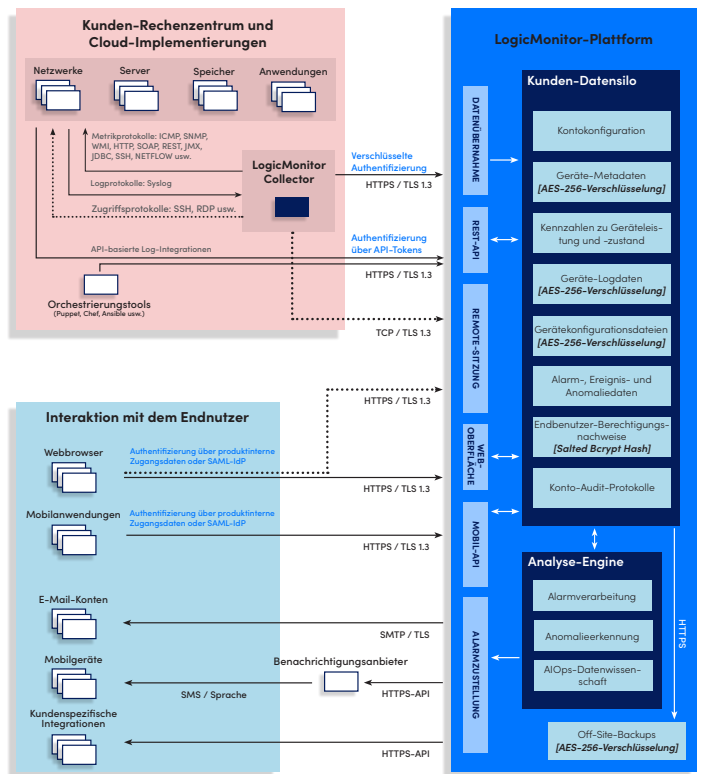 Kunden-Rechenzentrum und
Cloud-Implementierungen
Netzwerke
Server
Speicher
Anwendungen
Metrikprotokolle: ICMP, SNMP,
WMI, HTTP, SOAP, REST, JMX,
JDBC, SSH, NETFLOW usw.
Logprotokolle: Syslog
Zugriffsprotokolle: SSH, RDP usw.
LogicMonitor
Collector
API-basierte Log-Integrationen
Orchestrierungstools
(Puppet, Chef, Ansible usw.)
Verschlüsselte
Authentifizierung
HTTPS / TLS 1.3
Authentifizierung
über API-Tokens
HTTPS / TLS 1.3
TCP / TLS 1.3
HTTPS / TLS 1.3
Interaktion mit dem Endnutzer
Webbrowser
Authentifizierung über produktinterne
Zugangsdaten oder SAML-IdP
HTTPS / TLS 1.3
Mobilanwendungen
Authentifizierung über produktinterne
Zugangsdaten oder SAML-IdP
HTTPS / TLS 1.3
E-Mail-Konten
SMTP / TLS
Mobilgeräte
SMS / Sprache
Benachrichtigungsanbieter
HTTPS-API
Kundenspezifische
Integrationen
HTTPS-API
LogicMonitor-Plattform
DATENÜBERNAHME
REST-API
REMOTE-SITZUNG
WEB-
OBERFLÄCHE
MOBIL-API
ALARMZUSTELLUNG
Kunden-Datensilo
Kontokonfiguration
Geräte-Metadaten
[AES-256-Verschlüsselung]
Kennzahlen zu Geräteleis-
tung und -zustand
Geräte-Logdaten
[AES-256-Verschlüsselung]
Gerätekonfigurationsdateien
[AES-256-Verschlüsselung]
Alarm-, Ereignis- und
Anomaliedaten
Endbenutzer-Berechtigungs-
nachweise
[Salted Bcrypt Hash]
Konto-Audit-Protokolle
Analyse-Engine
Alarmverarbeitung
Anomalieerkennung
AIOps-Datenwissen-
schaft
HTTPS
Off-Site-Backups
[AES-256-Verschlüsselung]